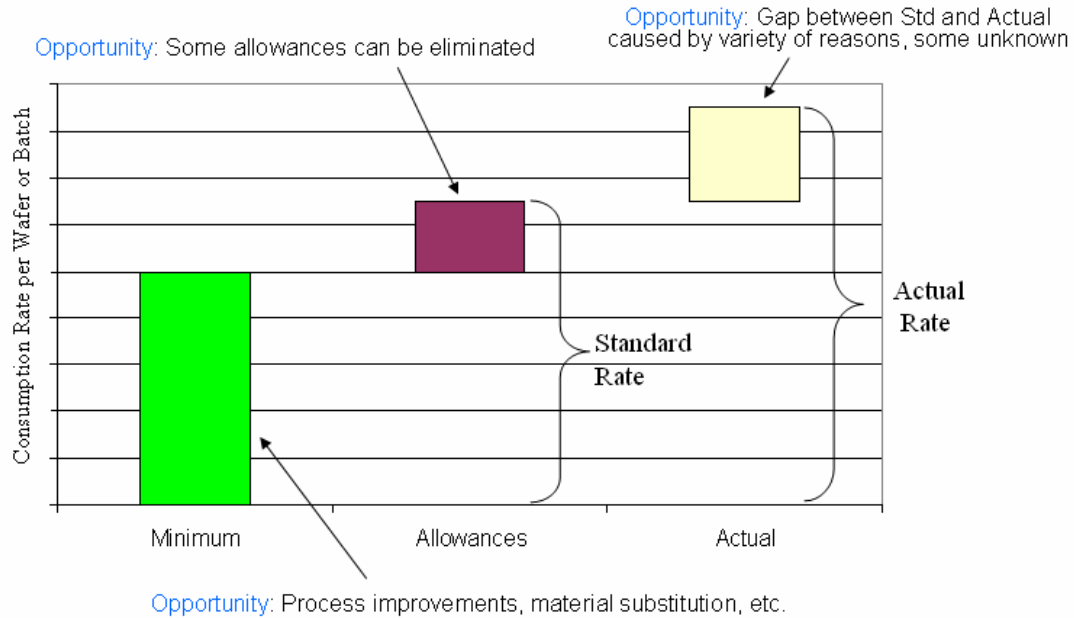 Opportunity: Gap between Std and Actual
caused by variety of reasons, some unknown
Opportunity: Some allowances can be eliminated
Consumption Rate per Wafer or Batch
Actual
Rate
Standard
Rate
Minimum
Allowances
Actual
Opportunity: Process improvements, material substitution, etc.